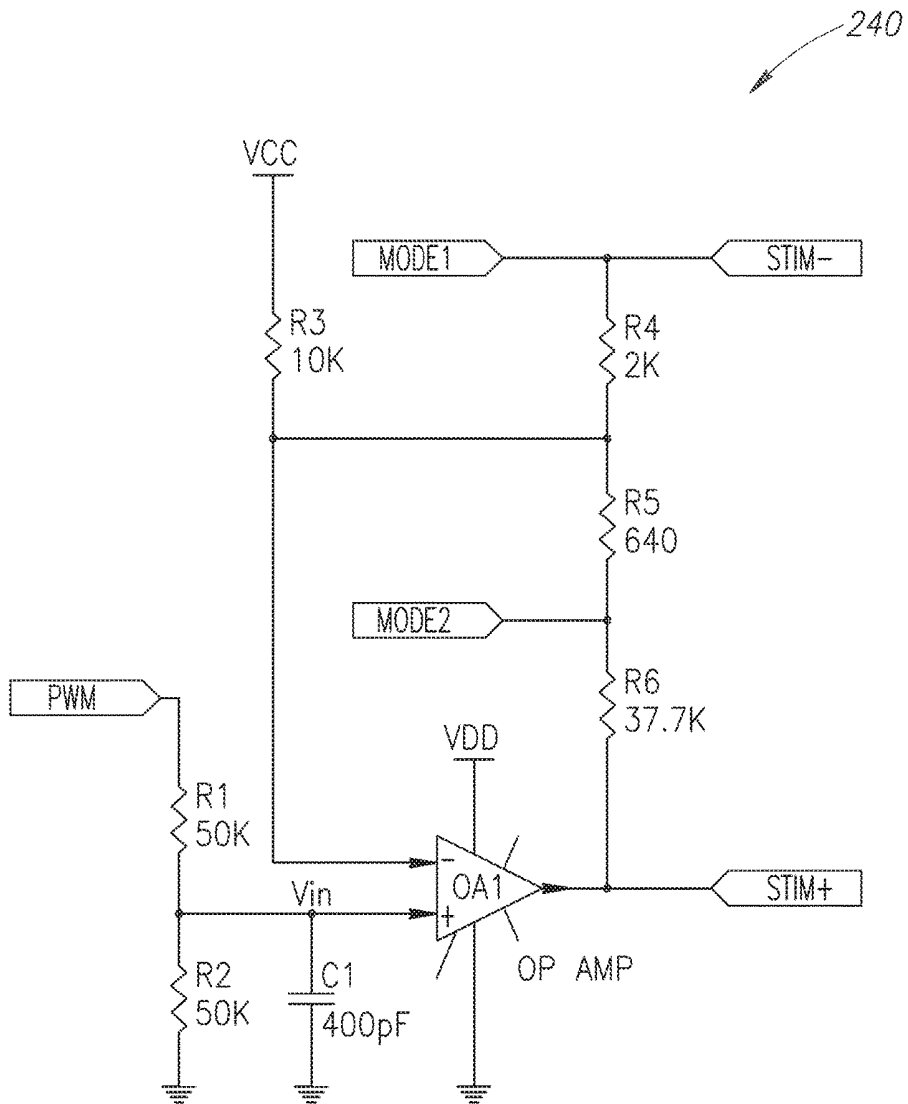 240
VCC
MODE1
STIM-
R3
10K
R4
2K
R5
640
MODE2
PWM
R6
37.7K
VDD
R1
50K
-
OA1
STIM+
Vin
+
OP AMP
R2
50K
C1
400pF